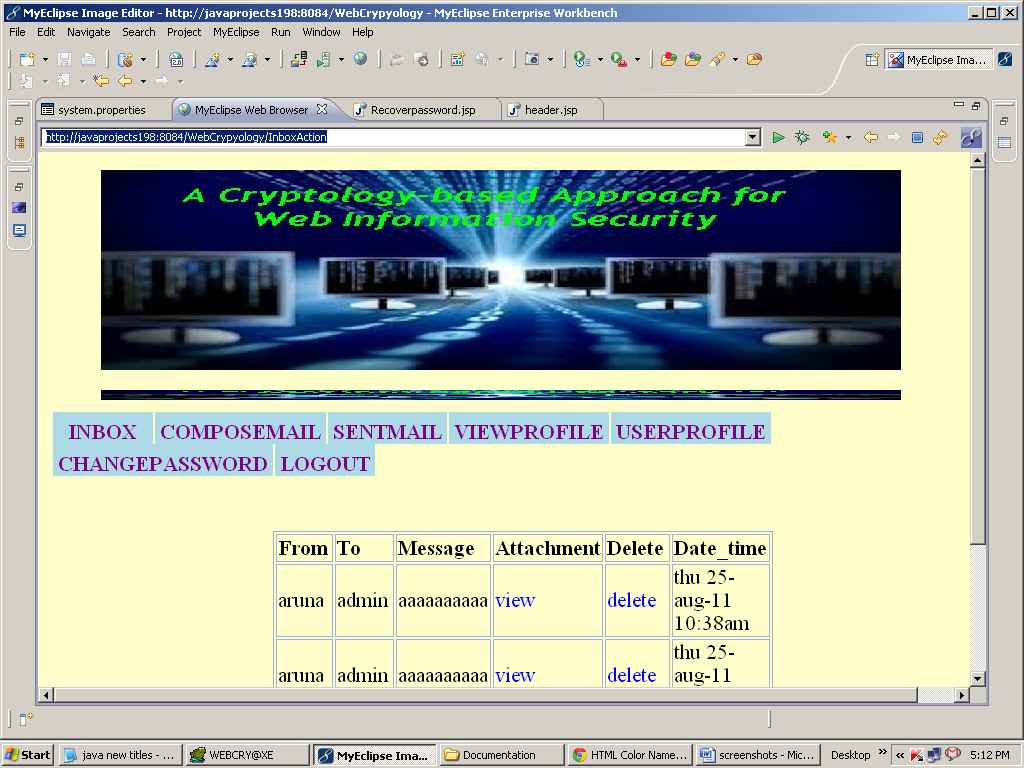 MyEclipse Image Editor - http://javaprojects198:8084/WebCrypyology - MyEclipse Enterprise Workbench
File Edit Navigate Search Project MyEclipse Run Window Help
2.0
MyEclipse Ima...
system.properties MyEclipse Web Browser Recoverpassword.jsp header.jsp
http://javaprojects198:8084/WebCrypyology/InboxAction
A Cryptology-based Approach for
Web Information Security
INBOX COMPOSEMAIL SENTMAIL VIEWPROFILE USERPROFILE
CHANGEPASSWORD LOGOUT
From To Message Attachment Delete Date_time
aruna admin aaaaaaaaaa view delete thu 25-
aug-11
10:38am
aruna admin aaaaaaaaaa view delete thu 25-
aug-11
Start java new titles - ... WEBCRY@XE MyEclipse Ima... Documentation HTML Color Name... screenshots - Mic... Desktop » « 5:12 PM